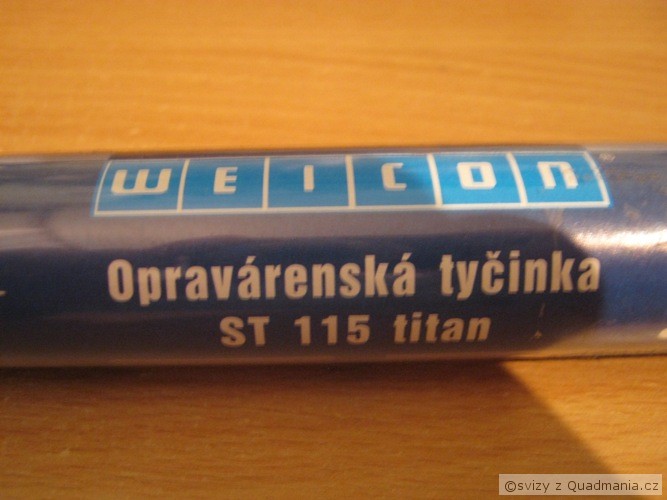 WEICON
Opravárenská tyčinka
ST 115 titan
©svizy z Quadmania.cz